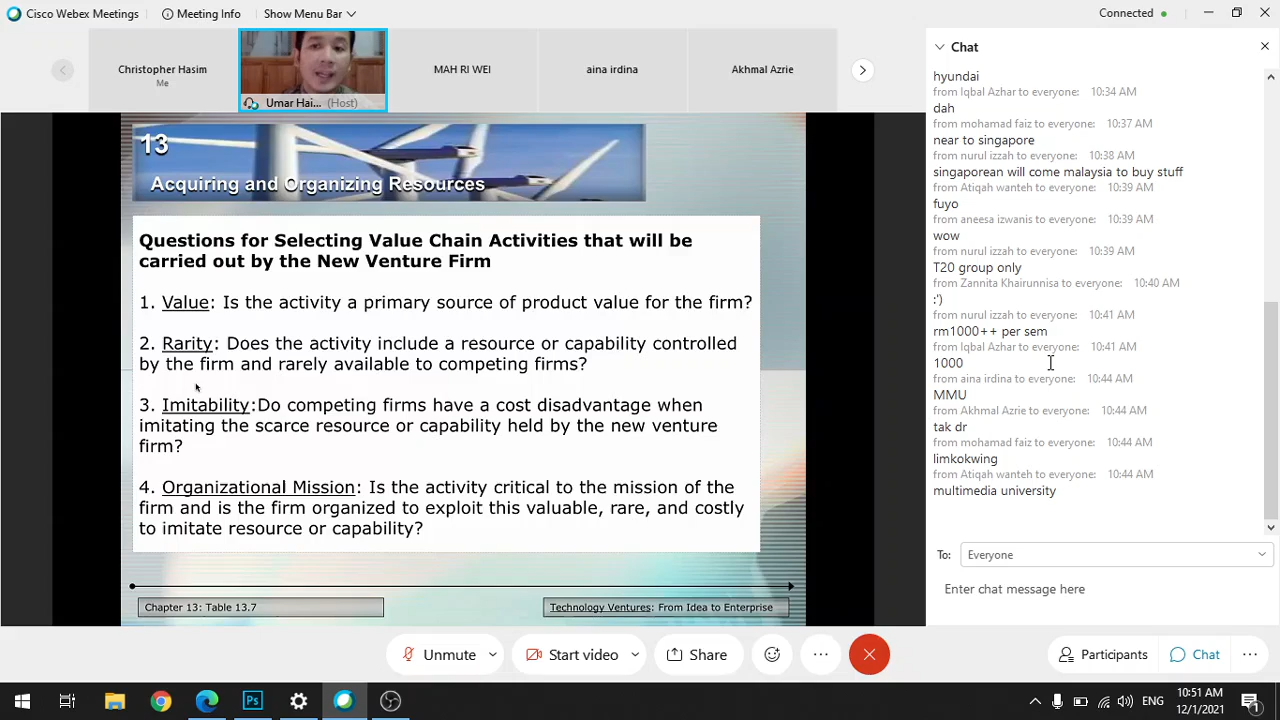 Cisco Webex Meetings
Meeting Info
Show Menu Bar
Connected
Christopher Hasim
Me
Umar Hai... (Host)
MAH RI WEI
aina irdina
Akhmal Azrie
13
Acquiring and Organizing Resources
Questions for Selecting Value Chain Activities that will be
carried out by the New Venture Firm
1. Value: Is the activity a primary source of product value for the firm?
2. Rarity: Does the activity include a resource or capability controlled
by the firm and rarely available to competing firms?
3. Imitability:Do competing firms have a cost disadvantage when
imitating the scarce resource or capability held by the new venture
firm?
4. Organizational Mission: Is the activity critical to the mission of the
firm and is the firm organized to exploit this valuable, rare, and costly
to imitate resource or capability?
Chapter 13: Table 13.7
Technology Ventures: From Idea to Enterprise
Chat
hyundai
from Iqbal Azhar to everyone: 10:34 AM
dah
from mohamad faiz to everyone: 10:37 AM
near to singapore
from nurul izzah to everyone: 10:38 AM
singaporean will come malaysia to buy stuff
from Atiqah wanteh to everyone: 10:39 AM
fuyo
from aneesa izwanis to everyone: 10:39 AM
wow
from nurul izzah to everyone: 10:39 AM
T20 group only
from Zannita Khairunnisa to everyone: 10:40 AM
:')
from nurul izzah to everyone: 10:41 AM
rm1000++ per sem
from Iqbal Azhar to everyone: 10:41 AM
1000
from aina irdina to everyone: 10:44 AM
MMU
from Akhmal Azrie to everyone: 10:44 AM
tak dr
from mohamad faiz to everyone: 10:44 AM
limkokwing
from Atiqah wanteh to everyone: 10:44 AM
multimedia university
To: Everyone
Enter chat message here
Unmute
Start video
Share
Participants
Chat
Ps
ENG
10:51 AM
12/1/2021
1